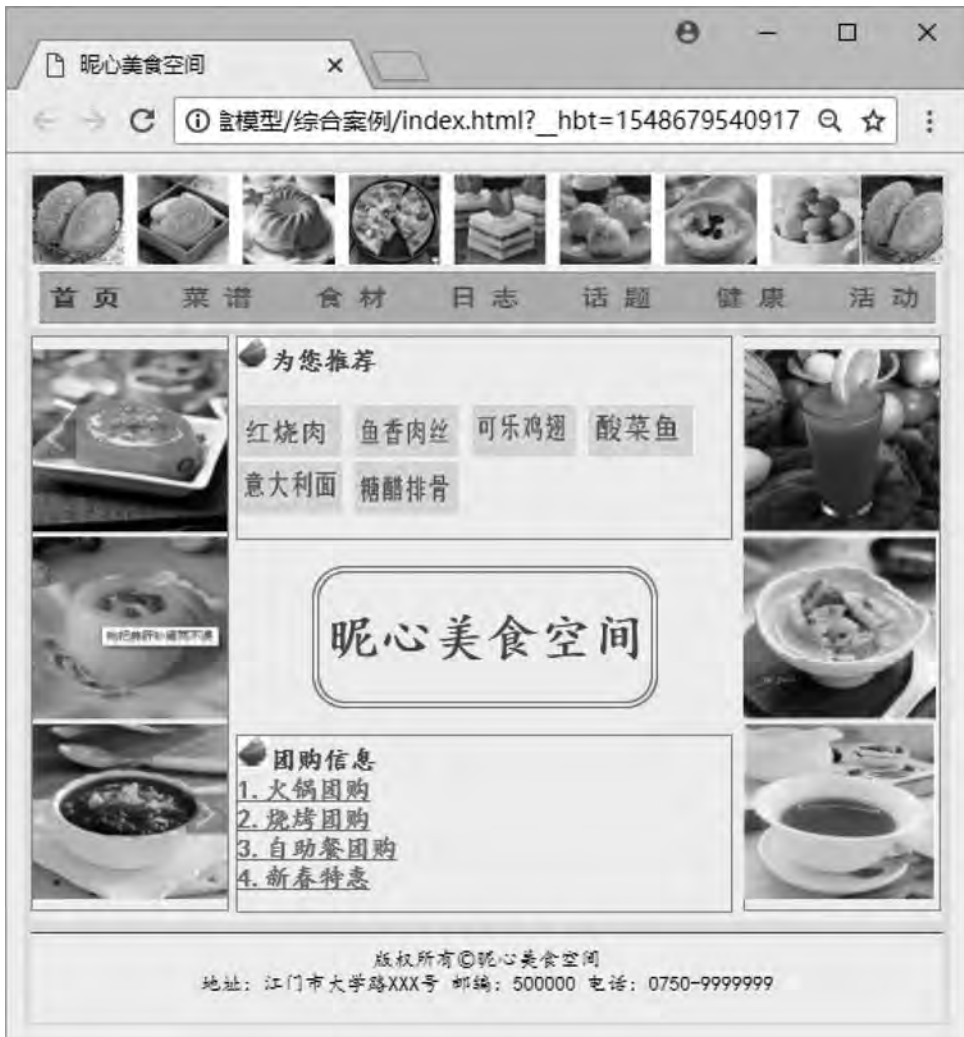 昵心美食空间
盒模型/综合案例/index.html?__hbt=1548679540917
首页 菜谱 食材 日志 话题 健康 活动
为您推荐
红烧肉 鱼香肉丝 可乐鸡翅 酸菜鱼
意大利面 糖醋排骨
昵心美食空间
团购信息
1. 火锅团购
2. 烧烤团购
3. 自助餐团购
4. 新春特惠
版权所有©昵心美食空间
地址: 江门市大学路XXX号 邮编: 500000 电话: 0750-9999999